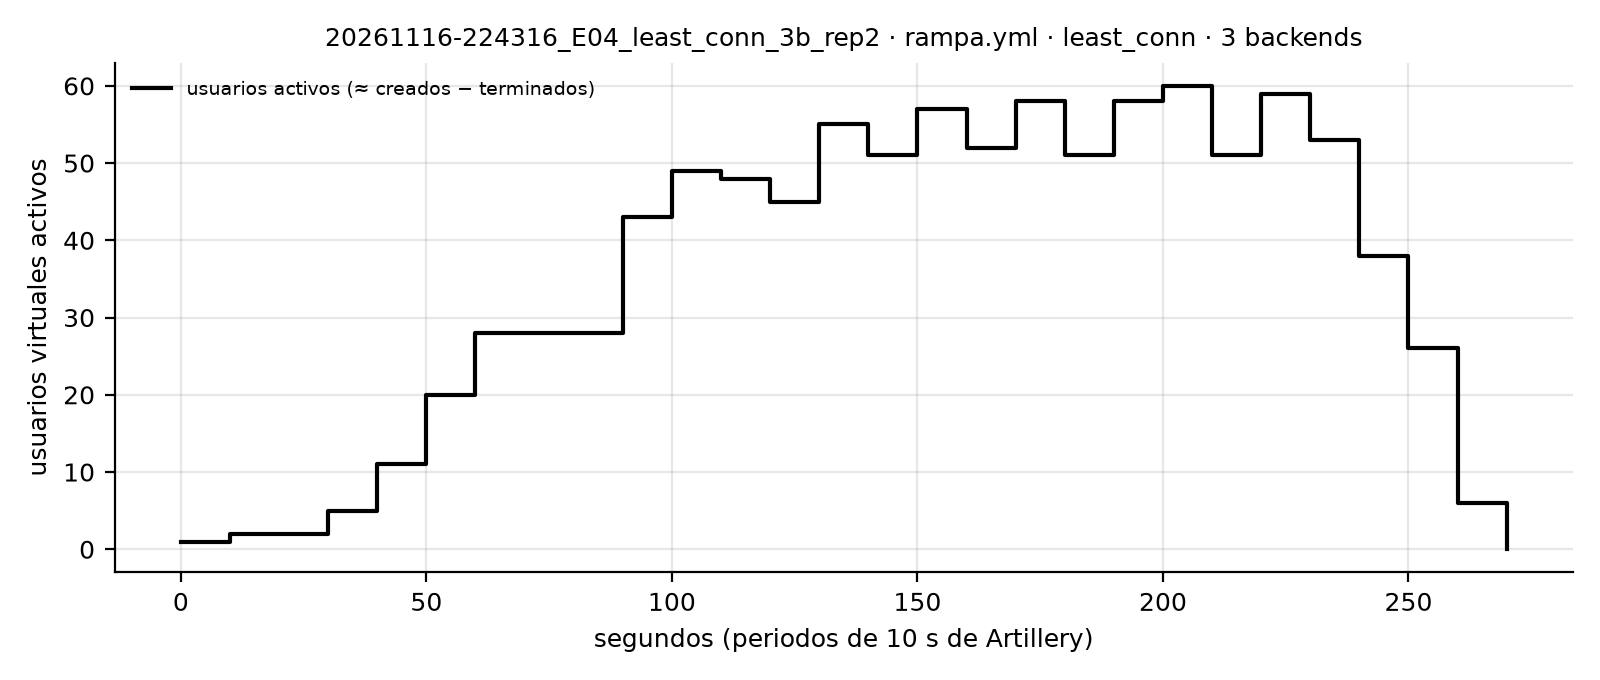 20261116-224316_E04_least_conn_3b_rep2 · rampa.yml · least_conn · 3 backends
usuarios activos (≈ creados − terminados)
usuarios virtuales activos
60
50
40
30
20
10
0
0 50 100 150 200 250
segundos (periodos de 10 s de Artillery)